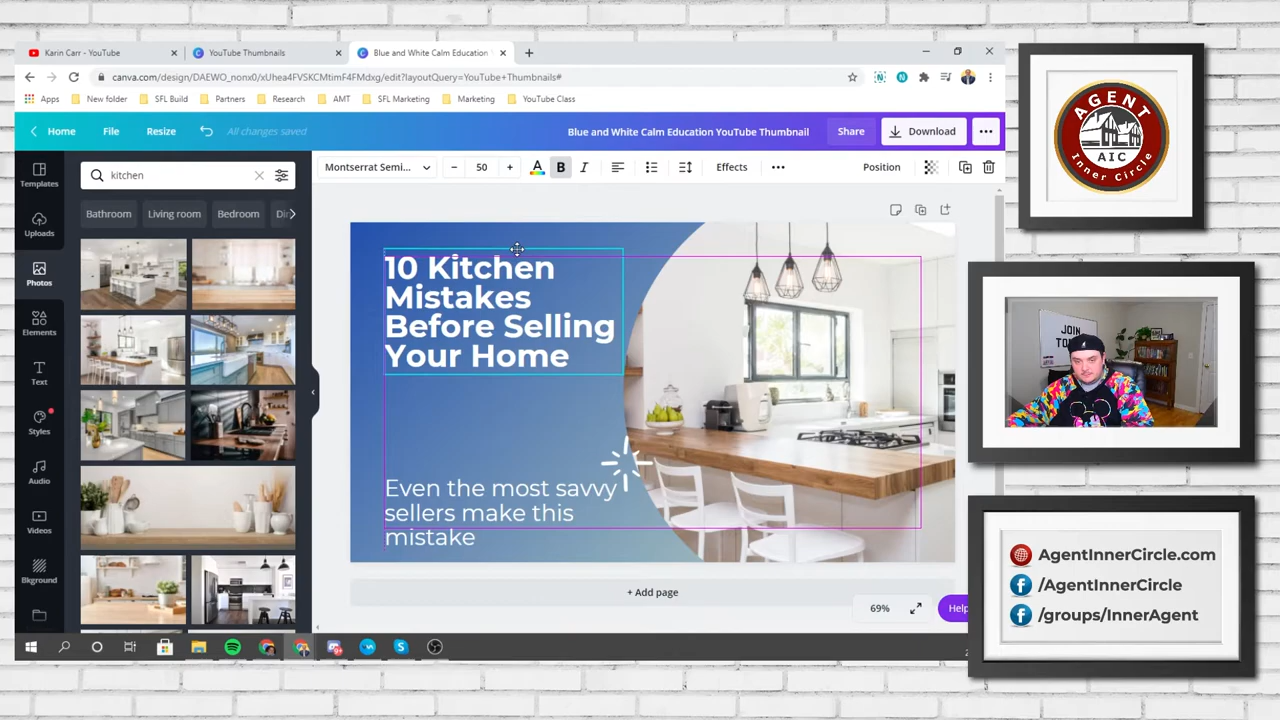 Karin Carr - YouTube
YouTube Thumbnails
Blue and White Calm Education
canva.com/design/DAEWO_nonx0/xUhea4FVSKCMtimF4FMdxg/edit?layoutQuery=YouTube+Thumbnails#
Apps
New folder
SFL Build
Partners
Research
AMT
SFL Marketing
Marketing
YouTube Class
Home
File
Resize
All changes saved
Blue and White Calm Education YouTube Thumbnail
Share
Download
Templates
Uploads
Photos
Elements
Text
Styles
Audio
Videos
Bkground
kitchen
Bathroom
Living room
Bedroom
Montserrat Semi...
50
A
B
I
Effects
Position
10 Kitchen
Mistakes
Before Selling
Your Home
Even the most savvy
sellers make this
mistake
+ Add page
69%
Help
AGENT
AIC
Inner Circle
JOIN
AgentInnerCircle.com
/AgentInnerCircle
/groups/InnerAgent